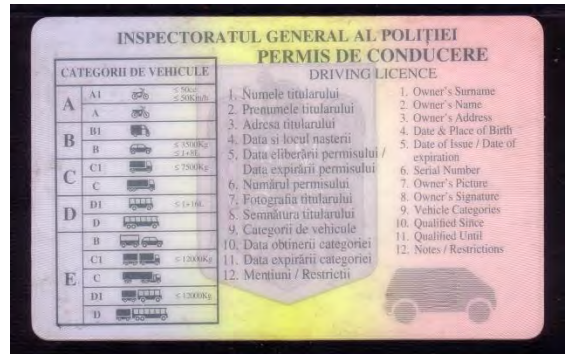 INSPECTORATUL GENERAL AL POLIȚIEI
PERMIS DE CONDUCERE
DRIVING LICENCE
CATEGORII DE VEHICULE
A
A1 ≤ 50cc
≤ 50Km/h
A
B
B1
B ≤ 3500Kg
≤ 1+8L
C
C1 ≤ 7500Kg
C
D
D1 ≤ 1+16L
D
E
B
C1 ≤ 12000Kg
C
D1 ≤ 12000Kg
D
1. Numele titularului
2. Prenumele titularului
3. Adresa titularului
4. Data si locul nasterii
5. Data eliberării permisului /
Data expirării permisului
6. Numărul permisului
7. Fotografia titularului
8. Semnătura titularului
9. Categorii de vehicule
10. Data obtinerii categoriei
11. Data expirării categoriei
12. Mentiuni / Restrictii
1. Owner's Surname
2. Owner's Name
3. Owner's Address
4. Date & Place of Birth
5. Date of Issue / Date of
expiration
6. Serial Number
7. Owner's Picture
8. Owner's Signature
9. Vehicle Categories
10. Qualified Since
11. Qualified Until
12. Notes / Restrictions